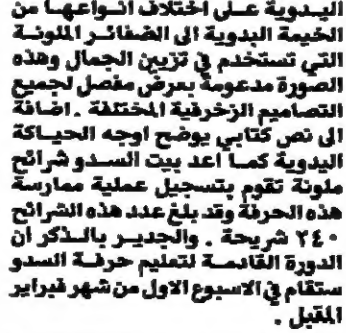 اليدوية على اختلاف انواعها من
الخيمة البدوية الى الضفائر الملونة
التي تستخدم في تزيين الجمال وهذه
الصورة مدعومة بعرض مفصل لجميع
التصاميم الزخرفية المختلفة . اضافة
الى نص كتابي يوضح اوجه الحياكة
اليدوية كما اعد بيت السدو شرائح
ملونة تقوم بتسجيل عملية ممارسة
هذه الحرفة وقد بلغ عدد هذه الشرائح
٢٤٠ شريحة . والجدير بالذكر ان
الدورة القادمة لتعليم حرفة السدو
ستقام في الاسبوع الاول من شهر فبراير
المقبل .